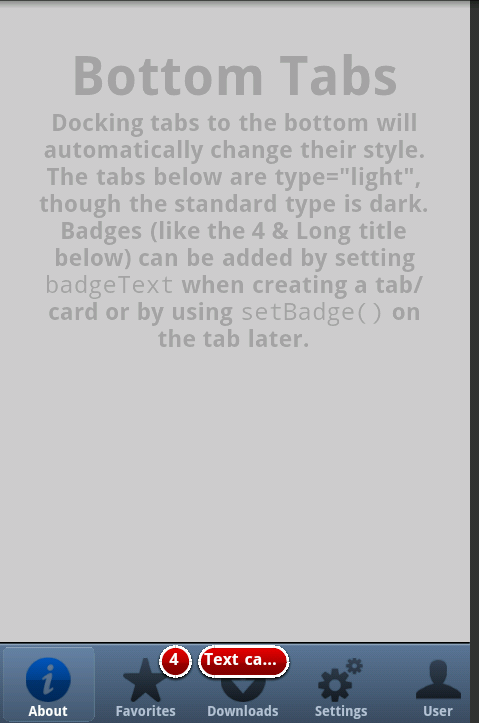 Bottom Tabs
Docking tabs to the bottom will
automatically change their style.
The tabs below are type="light",
though the standard type is dark.
Badges (like the 4 & Long title
below) can be added by setting
badgeText when creating a tab/
card or by using setBadge() on
the tab later.
4 Text ca...
About Favorites Downloads Settings User